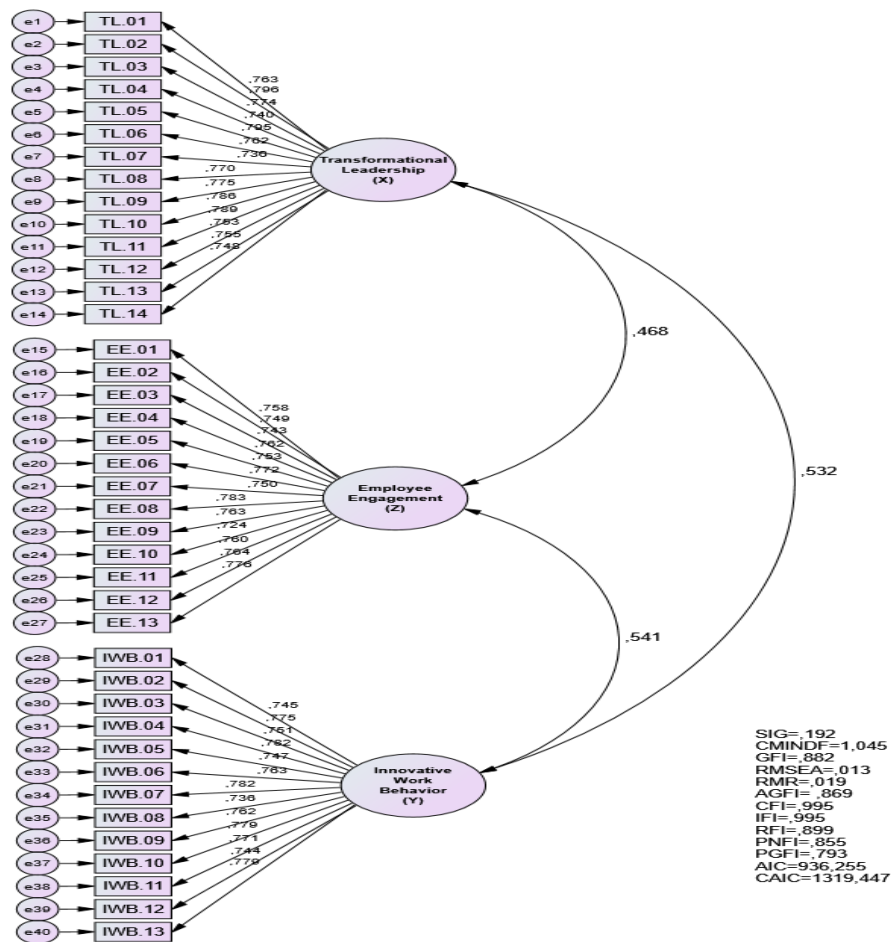 e1 TL.01
e2 TL.02
e3 TL.03
e4 TL.04
e5 TL.05
e6 TL.06
e7 TL.07
e8 TL.08
e9 TL.09
e10 TL.10
e11 TL.11
e12 TL.12
e13 TL.13
e14 TL.14
,763
,796
,774
,740
,795
,762
,736
,770
,775
,786
,789
,753
,755
,748
Transformational
Leadership
(X)
,468
,532
e15 EE.01
e16 EE.02
e17 EE.03
e18 EE.04
e19 EE.05
e20 EE.06
e21 EE.07
e22 EE.08
e23 EE.09
e24 EE.10
e25 EE.11
e26 EE.12
e27 EE.13
,758
,749
,743
,762
,753
,772
,750
,783
,763
,724
,760
,764
,776
Employee
Engagement
(Z)
,541
e28 IWB.01
e29 IWB.02
e30 IWB.03
e31 IWB.04
e32 IWB.05
e33 IWB.06
e34 IWB.07
e35 IWB.08
e36 IWB.09
e37 IWB.10
e38 IWB.11
e39 IWB.12
e40 IWB.13
,745
,775
,751
,782
,747
,763
,782
,736
,762
,779
,771
,744
,779
Innovative
Work
Behavior
(Y)
SIG=,192
CMINDF=1,045
GFI=,882
RMSEA=,013
RMR=,019
AGFI= ,869
CFI=,995
IFI=,995
RFI=,899
PNFI=,855
PGFI=,793
AIC=936,255
CAIC=1319,447